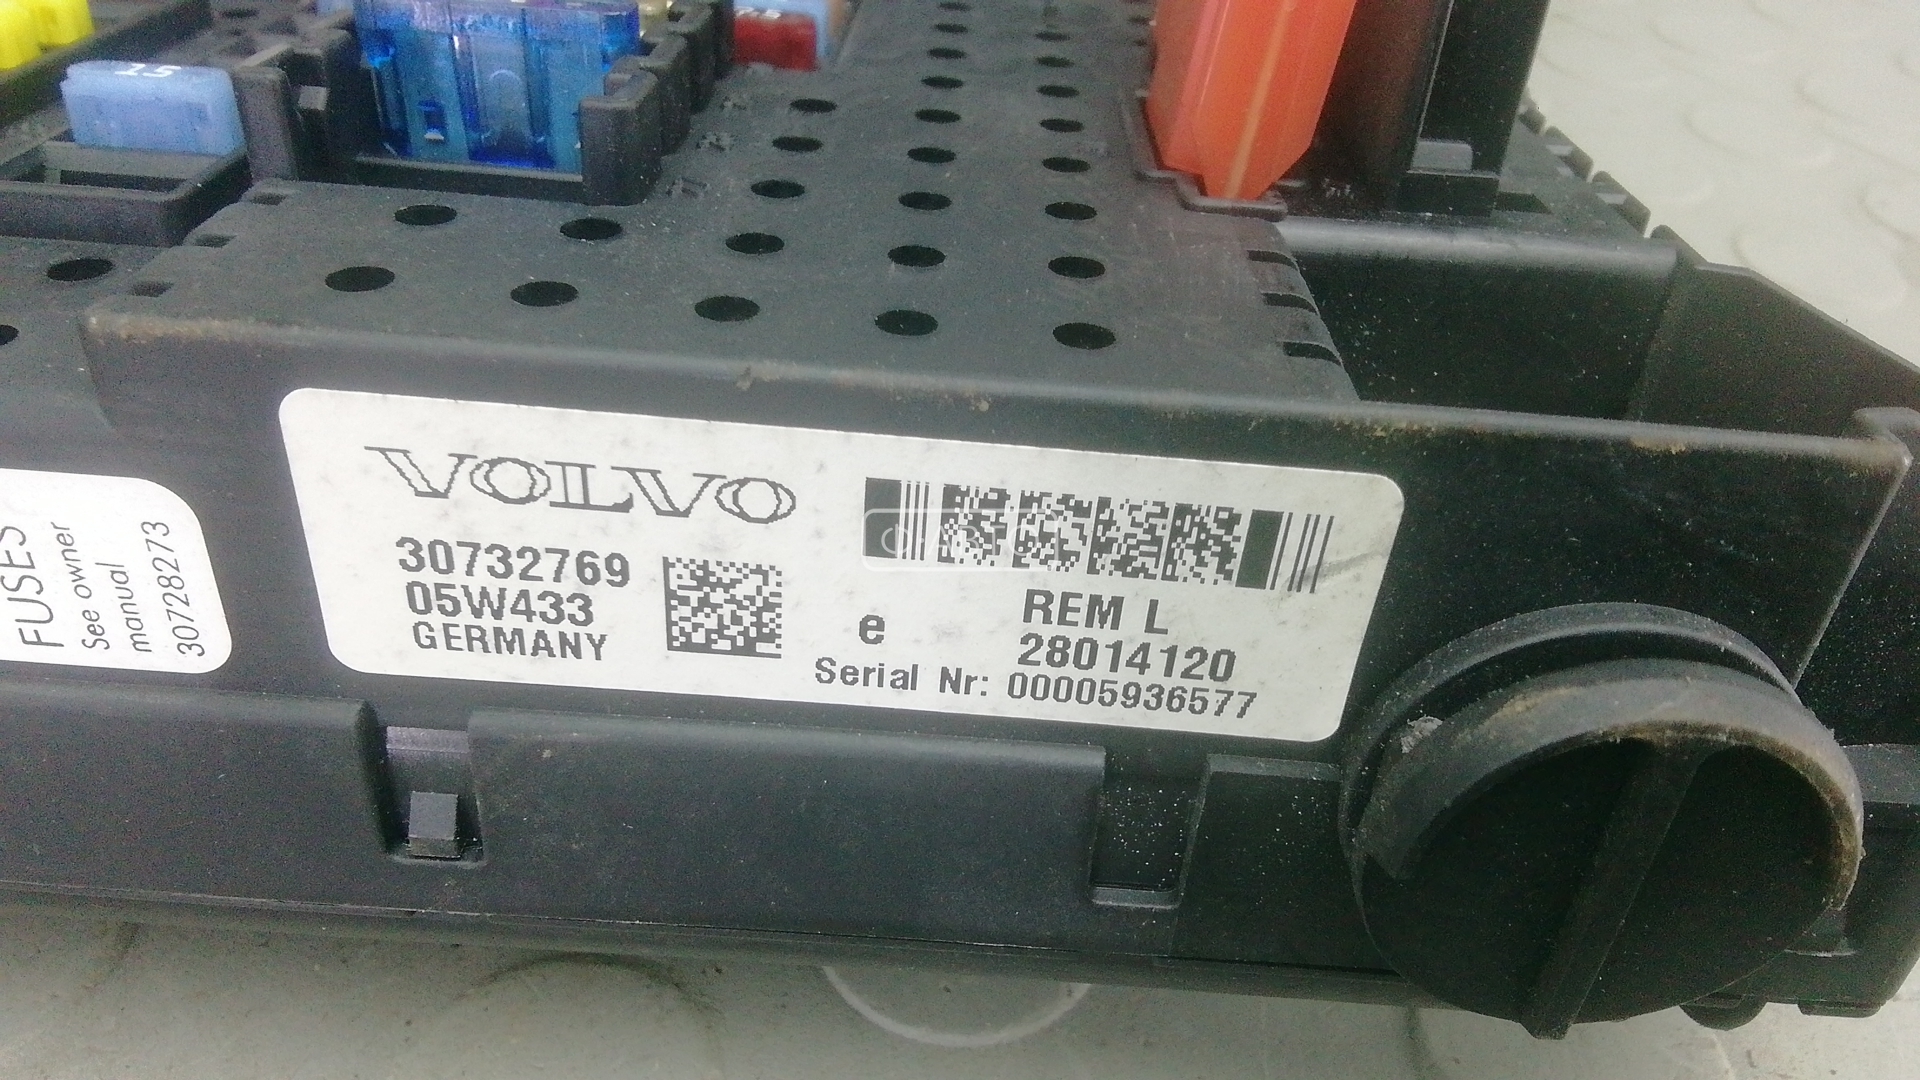 15
FUSES
See owner
manual
30728273
VOLVO
30732769
05W433
GERMANY
e
REM L
28014120
Serial Nr: 00005936577